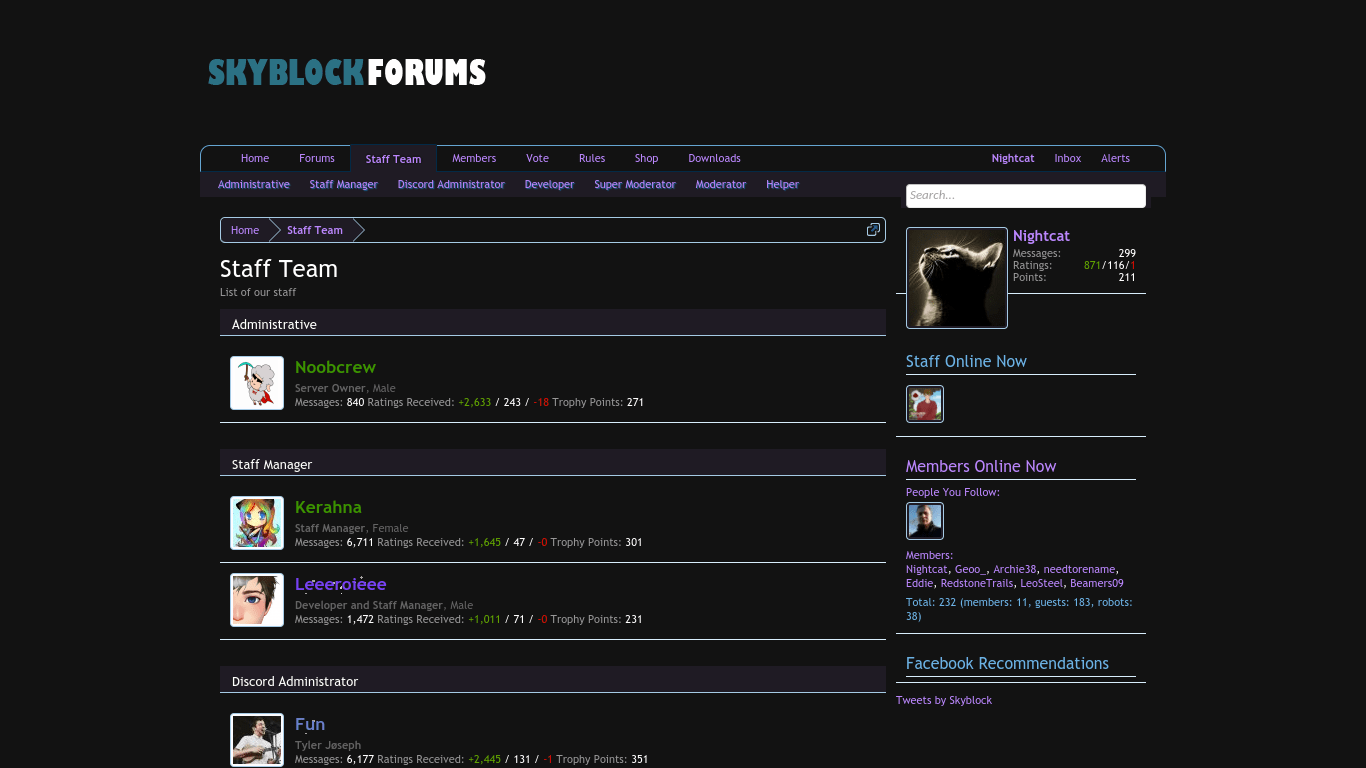 SKYBLOCKFORUMS
Home Forums Staff Team Members Vote Rules Shop Downloads Nightcat Inbox Alerts
Administrative Staff Manager Discord Administrator Developer Super Moderator Moderator Helper
Search...
Home Staff Team
Staff Team
List of our staff
Administrative
Noobcrew
Server Owner, Male
Messages: 840 Ratings Received: +2,633 / 243 / -18 Trophy Points: 271
Staff Manager
Kerahna
Staff Manager, Female
Messages: 6,711 Ratings Received: +1,645 / 47 / -0 Trophy Points: 301
Leeeroieee
Developer and Staff Manager, Male
Messages: 1,472 Ratings Received: +1,011 / 71 / -0 Trophy Points: 231
Discord Administrator
Fun
Tyler Jøseph
Messages: 6,177 Ratings Received: +2,445 / 131 / -1 Trophy Points: 351
Nightcat
Messages: 299
Ratings: 871/116/1
Points: 211
Staff Online Now
Members Online Now
People You Follow:
Members:
Nightcat, Geoo_, Archie38, needtorename,
Eddie, RedstoneTrails, LeoSteel, Beamers09
Total: 232 (members: 11, guests: 183, robots:
38)
Facebook Recommendations
Tweets by Skyblock